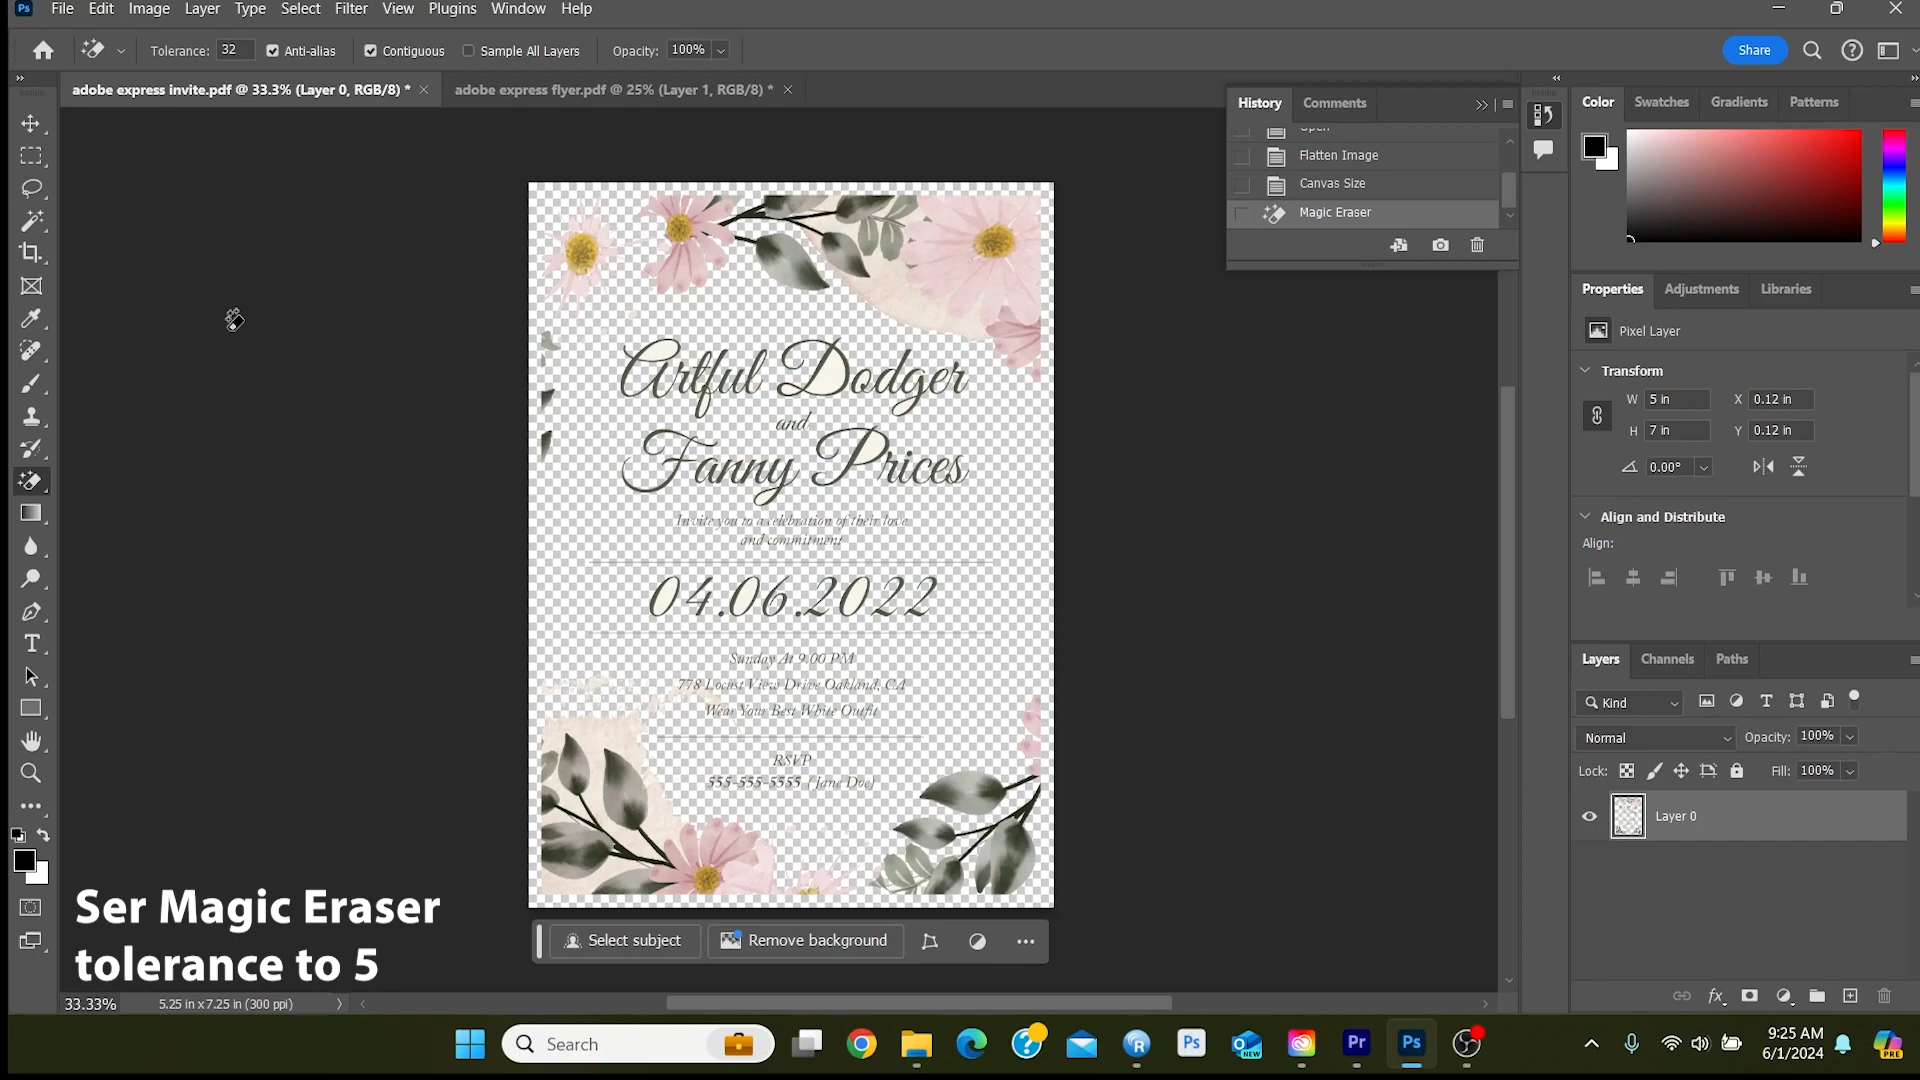 Ps File Edit Image Layer Type Select Filter View Plugins Window Help
Tolerance: 32 Anti-alias Contiguous Sample All Layers Opacity: 100% Share
adobe express invite.pdf @ 33.3% (Layer 0, RGB/8) * adobe express flyer.pdf @ 25% (Layer 1, RGB/8) *
History Comments
Open
Flatten Image
Canvas Size
Magic Eraser
Color Swatches Gradients Patterns
Properties Adjustments Libraries
Pixel Layer
Transform
W 5 in X 0.12 in
H 7 in Y 0.12 in
0.00°
Align and Distribute
Align:
Layers Channels Paths
Kind
Normal Opacity: 100%
Lock: Fill: 100%
Layer 0
fx
Artful Dodger
and
Fanny Prices
Invite you to a celebration of their love
and commitment
04.06.2022
Sunday At 9.00 PM
778 Locust View Drive Oakland, CA
Wear Your Best White Outfit
RSVP
555-555-5555 (Jane Doe)
Select subject Remove background
Ser Magic Eraser
tolerance to 5
33.33% 5.25 in x 7.25 in (300 ppi)
Search
NEW
Ps
Pr
Ps
9:25 AM
6/1/2024
PRE